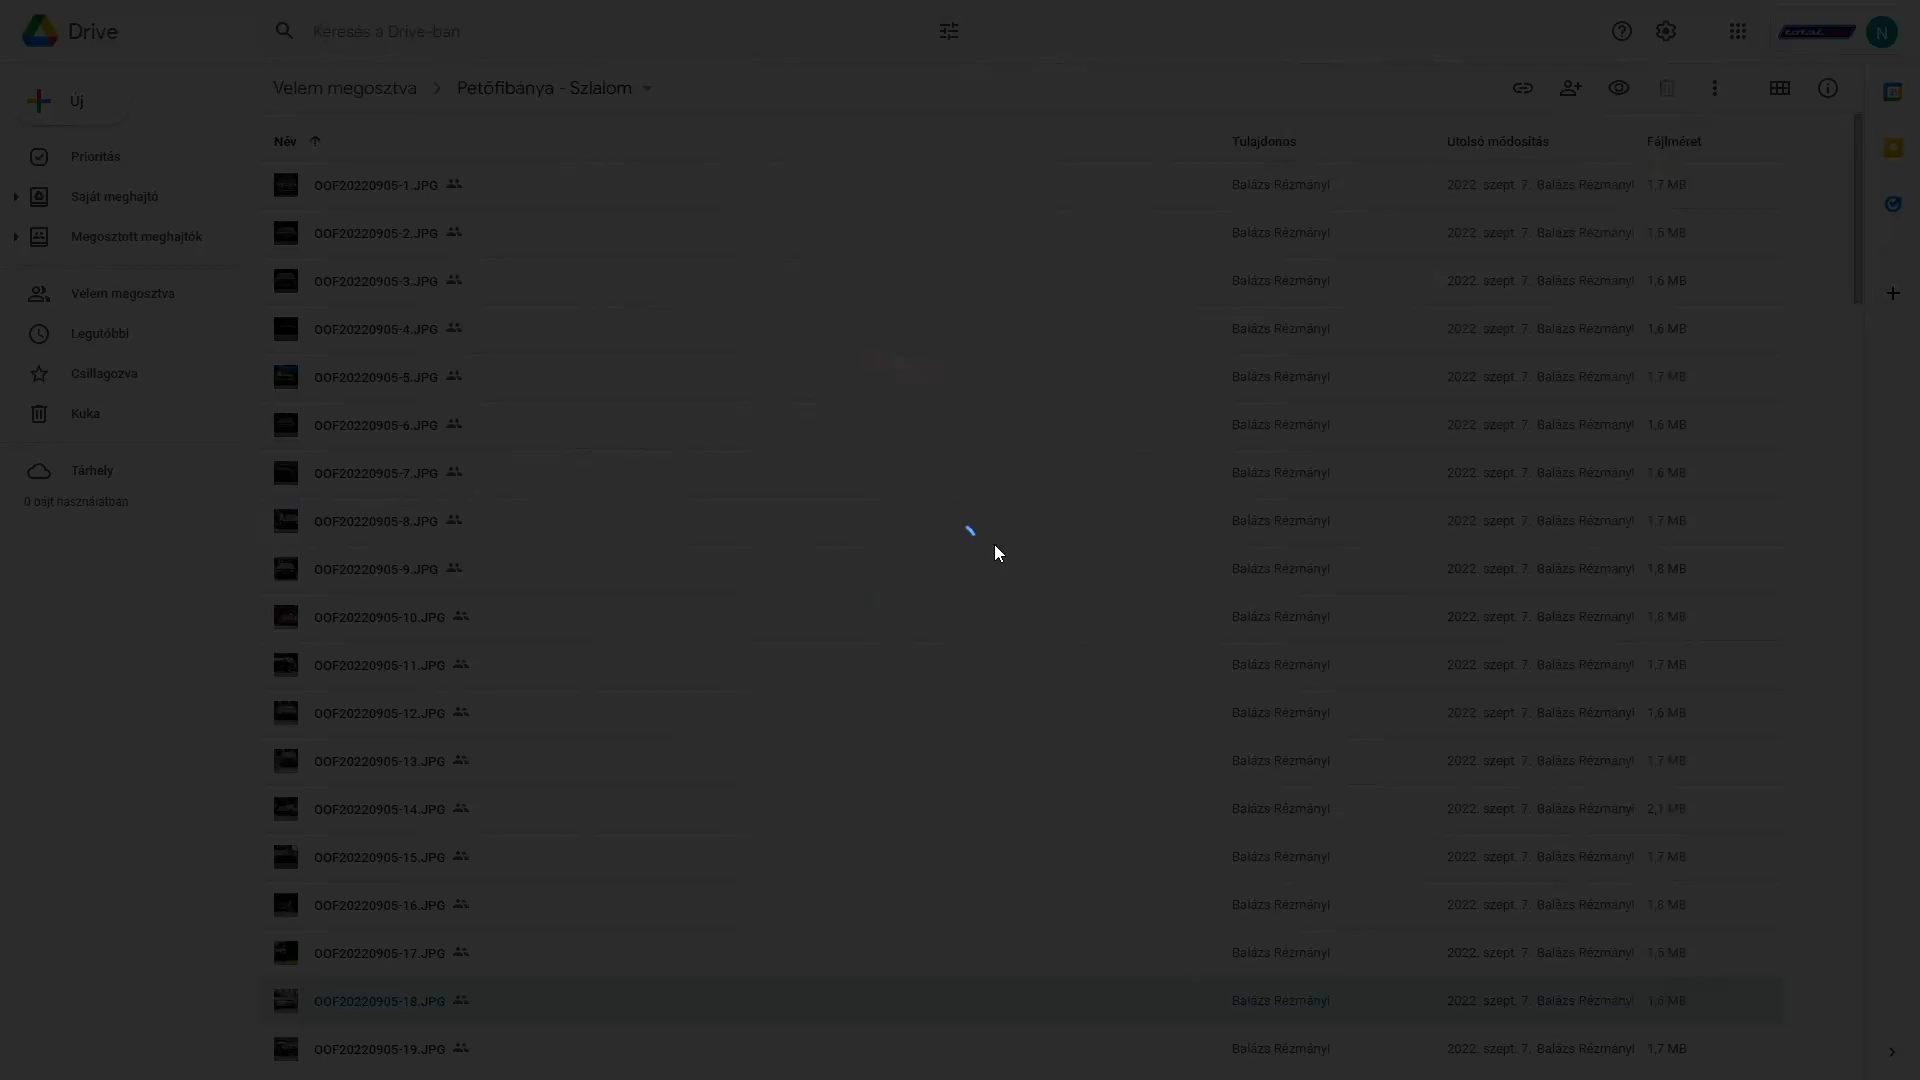 Drive
Keresés a Drive-ban
total
N
Velem megosztva > Petőfibánya - Szlalom
Új
Prioritás
Saját meghajtó
Megosztott meghajtók
Velem megosztva
Legutóbbi
Csillagozva
Kuka
Tárhely
0 bájt használatban
Név Tulajdonos Utolsó módosítás Fájlméret
OOF20220905-1.JPG Balázs Rézmányi 2022. szept. 7. Balázs Rézmányi 1,7 MB
OOF20220905-2.JPG Balázs Rézmányi 2022. szept. 7. Balázs Rézmányi 1,5 MB
OOF20220905-3.JPG Balázs Rézmányi 2022. szept. 7. Balázs Rézmányi 1,6 MB
OOF20220905-4.JPG Balázs Rézmányi 2022. szept. 7. Balázs Rézmányi 1,6 MB
OOF20220905-5.JPG Balázs Rézmányi 2022. szept. 7. Balázs Rézmányi 1,7 MB
OOF20220905-6.JPG Balázs Rézmányi 2022. szept. 7. Balázs Rézmányi 1,6 MB
OOF20220905-7.JPG Balázs Rézmányi 2022. szept. 7. Balázs Rézmányi 1,6 MB
OOF20220905-8.JPG Balázs Rézmányi 2022. szept. 7. Balázs Rézmányi 1,7 MB
OOF20220905-9.JPG Balázs Rézmányi 2022. szept. 7. Balázs Rézmányi 1,8 MB
OOF20220905-10.JPG Balázs Rézmányi 2022. szept. 7. Balázs Rézmányi 1,8 MB
OOF20220905-11.JPG Balázs Rézmányi 2022. szept. 7. Balázs Rézmányi 1,7 MB
OOF20220905-12.JPG Balázs Rézmányi 2022. szept. 7. Balázs Rézmányi 1,6 MB
OOF20220905-13.JPG Balázs Rézmányi 2022. szept. 7. Balázs Rézmányi 1,7 MB
OOF20220905-14.JPG Balázs Rézmányi 2022. szept. 7. Balázs Rézmányi 2,1 MB
OOF20220905-15.JPG Balázs Rézmányi 2022. szept. 7. Balázs Rézmányi 1,7 MB
OOF20220905-16.JPG Balázs Rézmányi 2022. szept. 7. Balázs Rézmányi 1,8 MB
OOF20220905-17.JPG Balázs Rézmányi 2022. szept. 7. Balázs Rézmányi 1,5 MB
OOF20220905-18.JPG Balázs Rézmányi 2022. szept. 7. Balázs Rézmányi 1,6 MB
OOF20220905-19.JPG Balázs Rézmányi 2022. szept. 7. Balázs Rézmányi 1,7 MB